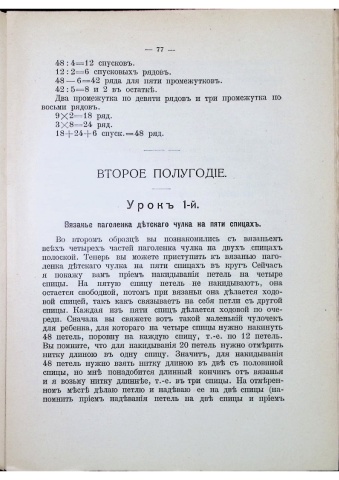 — 77 —
48 : 4=12 спусковъ.
12 : 2=6 спусковыхъ рядовъ.
48—6=42 ряда для пяти промежутковъ.
42 : 5=8 и 2 въ остаткѣ.
Два промежутка по девяти рядовъ и три промежутка по
восьми рядовъ.
9×2=18 ряд.
3×8=24 ряд.
18+24+6 спуск.=48 ряд.
ВТОРОЕ ПОЛУГОДІЕ.
Урокъ 1-й.
Вязанье паголенка дѣтскаго чулка на пяти спицахъ.
Во второмъ образцѣ вы познакомились съ вязаньемъ
всѣхъ четырехъ частей паголенка чулка на двухъ спицахъ
полоской. Теперь вы можете приступить къ вязанью паго-
ленка дѣтскаго чулка на пяти спицахъ въ кругъ Сейчасъ
я покажу вамъ пріемъ накидыванія петель на четыре
спицы. На пятую спицу петель не накидываютъ, она
остается свободной, потомъ при вязаньи она дѣлается ходо-
вой спицей, такъ какъ связываетъ на себя петли съ другой
спицы. Каждая изъ пяти спицъ дѣлается ходовой по оче-
реди. Сначала вы свяжете вотъ такой маленькій чулочекъ
для ребенка, для котораго на четыре спицы нужно накинуть
48 петель, поровну на каждую спицу, т.-е. по 12 петель.
Вы помните, что для накидыванія 20 петель нужно отмѣрить
нитку длиною въ одну спицу. Значитъ, для накидыванія
48 петель нужно взять нитку длиною въ двѣ съ половиной
спицы, но мнѣ понадобится длинный кончикъ отъ вязанья
и я возьму нитку длиннѣе, т.-е. въ три спицы. На отмѣрен-
номъ мѣстѣ дѣлаю петлю и надѣваю ее на двѣ спицы (на-
помнить пріемъ надѣванія петель на двѣ спицы и пріемъ